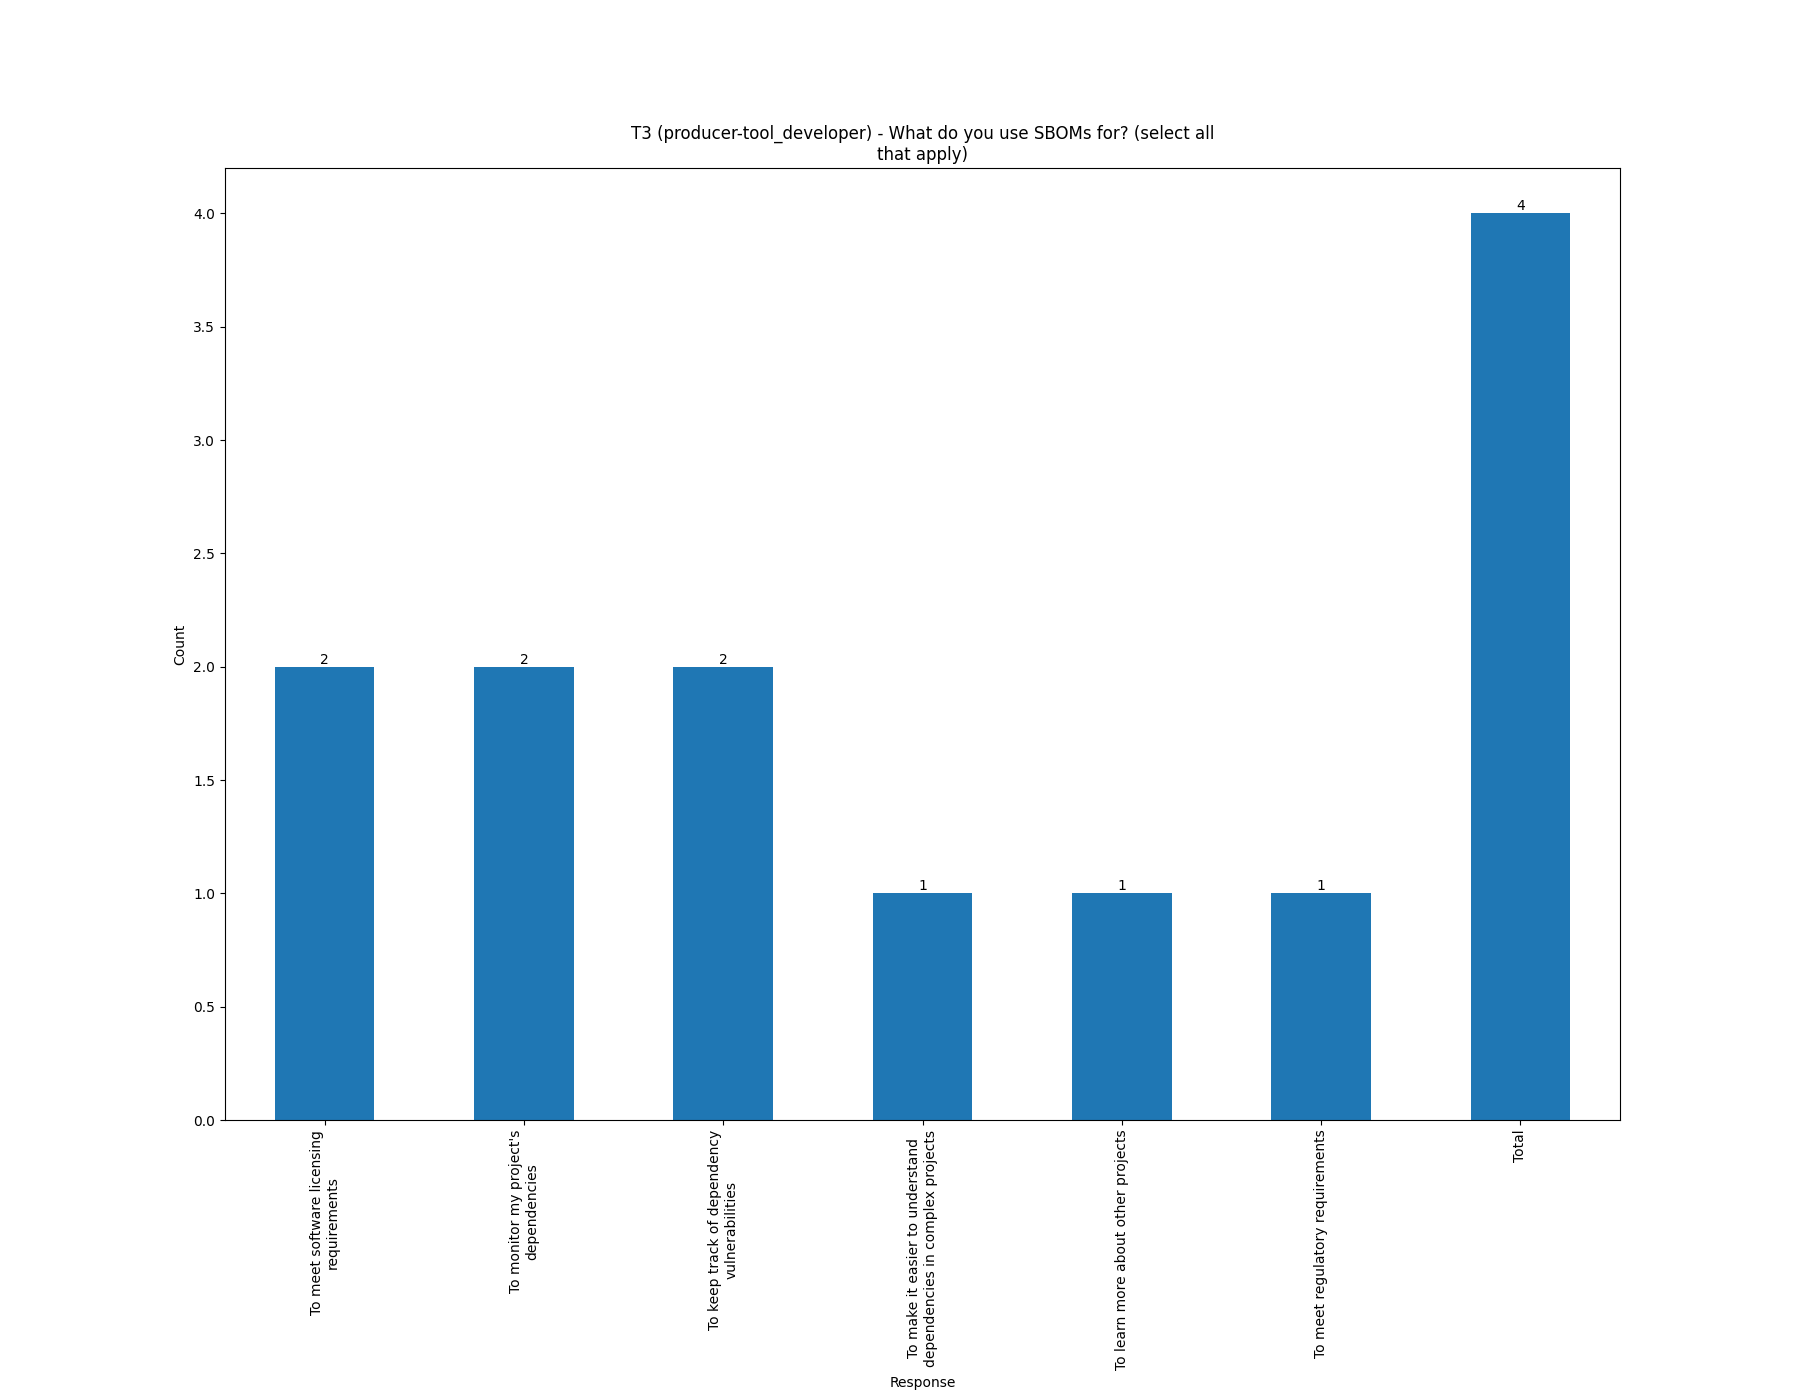 T3 (producer-tool_developer) - What do you use SBOMs for? (select all
that apply)
4.0
3.5
3.0
2.5
2.0
1.5
1.0
0.5
0.0
Count
2
2
2
1
1
1
4
To meet software licensing
requirements
To monitor my project's
dependencies
To keep track of dependency
vulnerabilities
To make it easier to understand
dependencies in complex projects
To learn more about other projects
To meet regulatory requirements
Total
Response